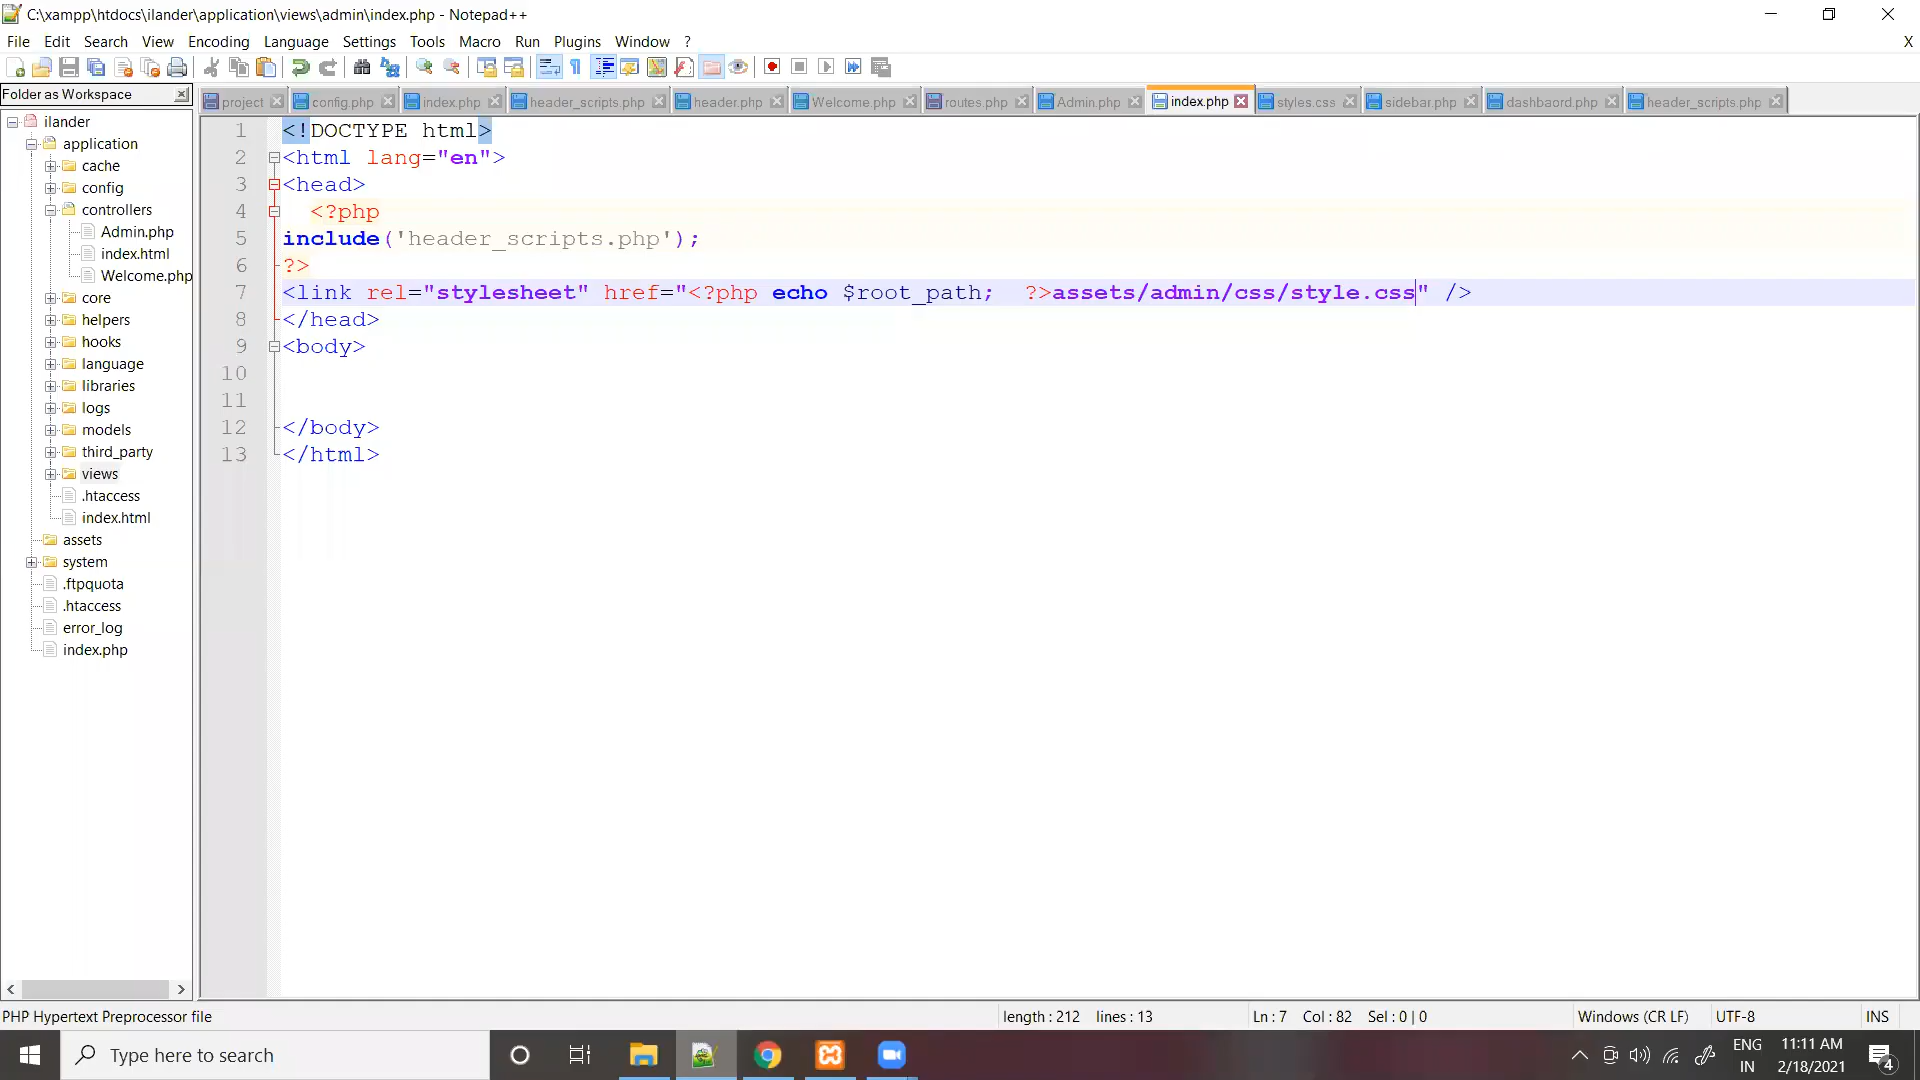 C:\xampp\htdocs\ilander\application\views\admin\index.php - Notepad++
File Edit Search View Encoding Language Settings Tools Macro Run Plugins Window ? X
Folder as Workspace
project config.php index.php header_scripts.php header.php Welcome.php routes.php Admin.php index.php styles.css sidebar.php dashbaord.php header_scripts.php
ilander
application
cache
config
controllers
Admin.php
index.html
Welcome.php
core
helpers
hooks
language
libraries
logs
models
third_party
views
.htaccess
index.html
assets
system
.ftpquota
.htaccess
error_log
index.php
1 <!DOCTYPE html>
2 <html lang="en">
3 <head>
4 <?php
5 include('header_scripts.php');
6 ?>
7 <link rel="stylesheet" href="<?php echo $root_path;  ?>assets/admin/css/style.css" />
8 </head>
9 <body>
10
11
12 </body>
13 </html>
PHP Hypertext Preprocessor file length : 212 lines : 13 Ln : 7 Col : 82 Sel : 0 | 0 Windows (CR LF) UTF-8 INS
Type here to search
ENG
IN
11:11 AM
2/18/2021
4